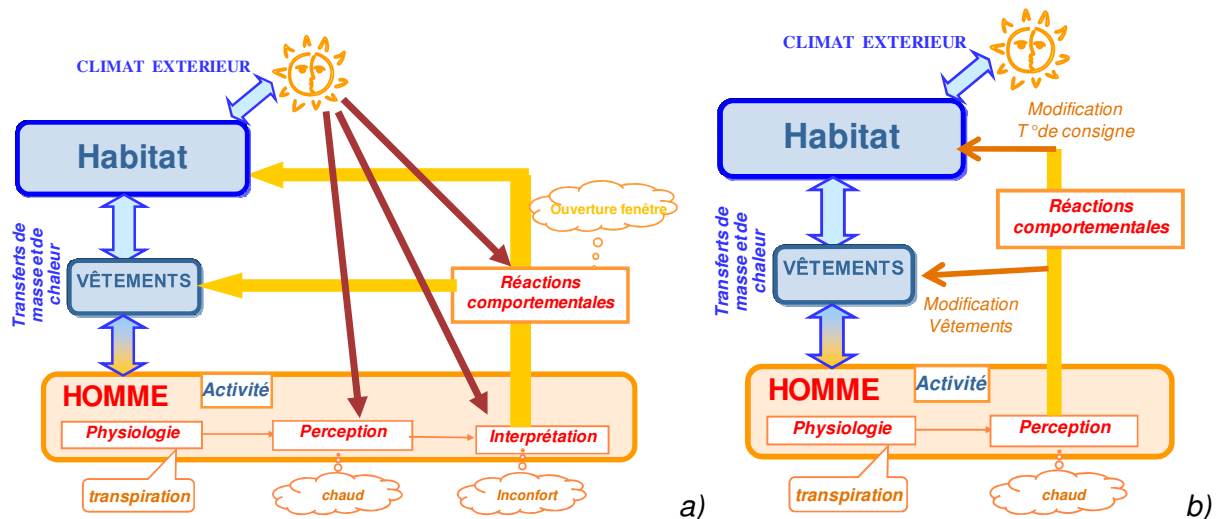 CLIMAT EXTERIEUR
Habitat
Ouverture fenêtre
Transferts de
masse et de
chaleur
VÊTEMENTS
Réactions
comportementales
HOMME
Activité
Physiologie
Perception
Interprétation
transpiration
chaud
Inconfort
a)
CLIMAT EXTERIEUR
Modification
T° de consigne
Habitat
Réactions
comportementales
Transferts de
masse et de
chaleur
VÊTEMENTS
Modification
Vêtements
HOMME
Activité
Physiologie
Perception
transpiration
chaud
b)